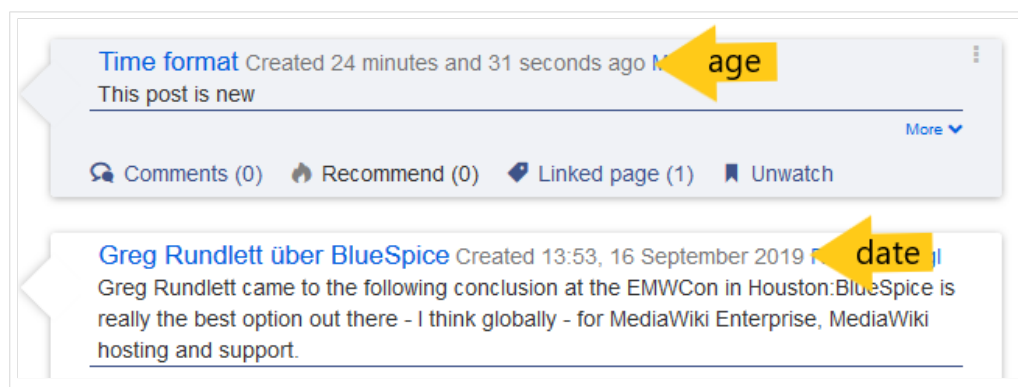 Time format Created 24 minutes and 31 seconds ago
age
This post is new
More
Comments (0) Recommend (0) Linked page (1) Unwatch
Greg Rundlett über BlueSpice Created 13:53, 16 September 2019
date
Greg Rundlett came to the following conclusion at the EMWCon in Houston:BlueSpice is
really the best option out there - I think globally - for MediaWiki Enterprise, MediaWiki
hosting and support.